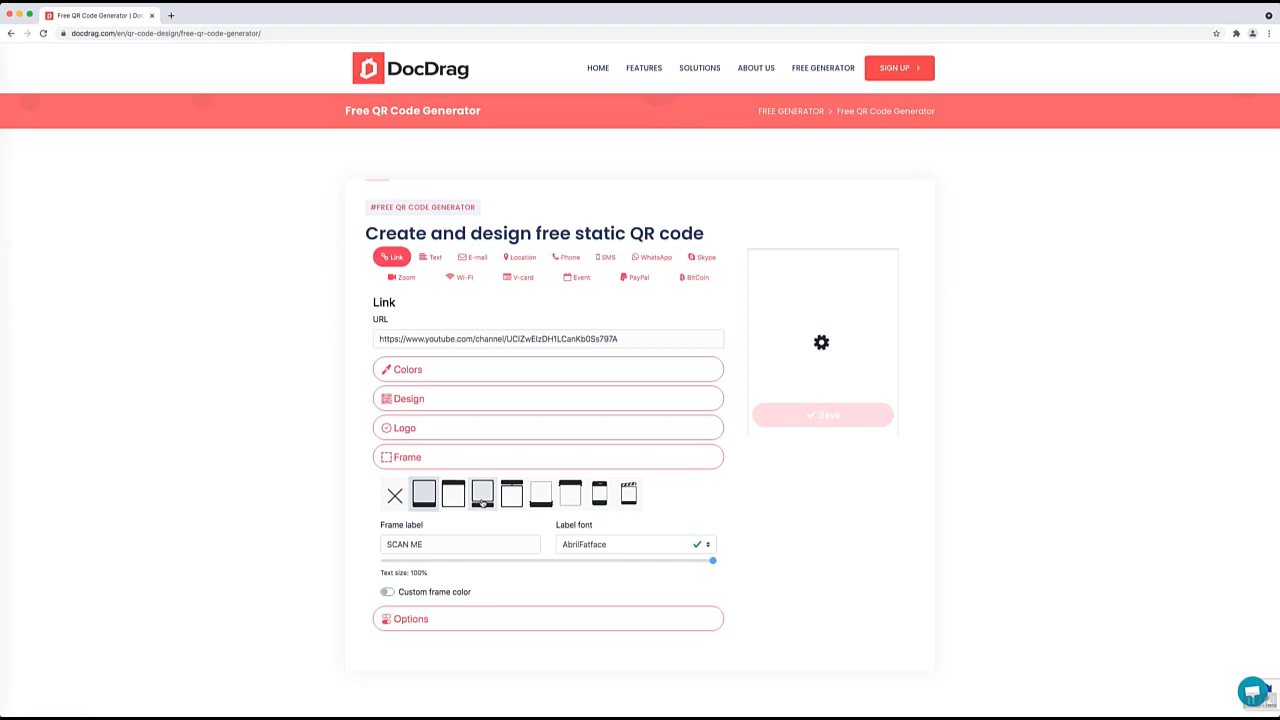 Free QR Code Generator | Doc
docdrag.com/en/qr-code-design/free-qr-code-generator/
DocDrag
HOME FEATURES SOLUTIONS ABOUT US FREE GENERATOR SIGN UP
Free QR Code Generator
FREE GENERATOR > Free QR Code Generator
#FREE QR CODE GENERATOR
Create and design free static QR code
Link Text E-mail Location Phone SMS WhatsApp Skype
Zoom WI-FI V-card Event PayPal BitCoin
Link
URL
https://www.youtube.com/channel/UCIZwEIzDH1LCanKb0Ss797A
Colors
Design
Logo
Frame
Frame label Label font
SCAN ME AbrilFatface
Text size: 100%
Custom frame color
Options
Save